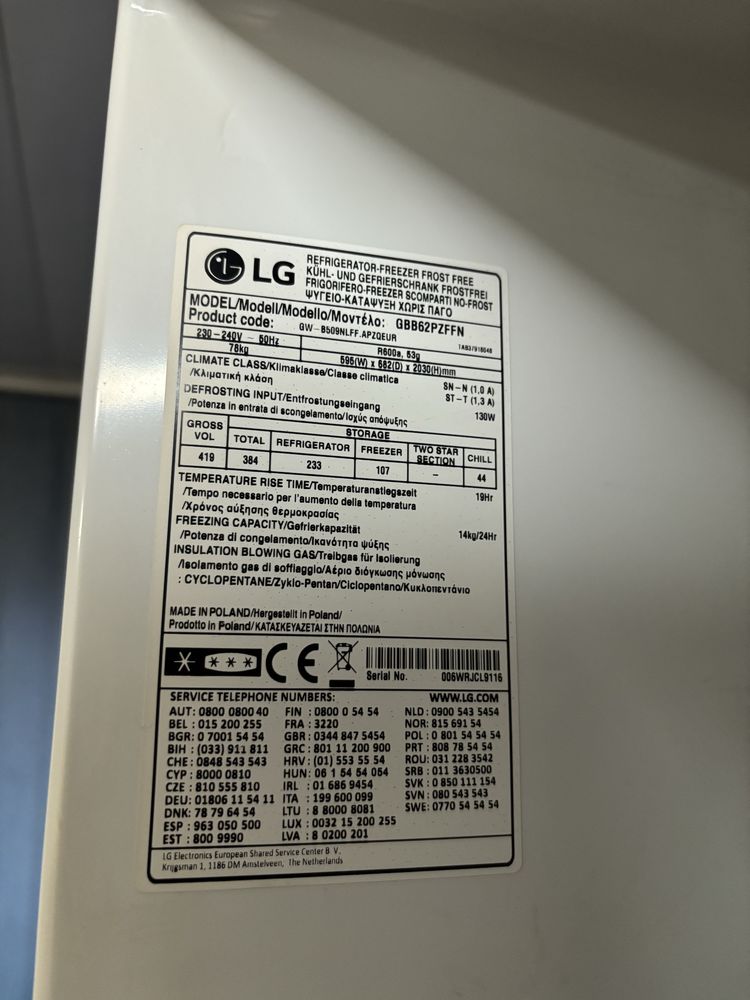 LG
REFRIGERATOR-FREEZER FROST FREE
KÜHL- UND GEFRIERSCHRANK FROSTFREI
FRIGORIFERO-FREEZER SCOMPARTI NO-FROST
ΨΥΓΕΙΟ-ΚΑΤΑΨΥΞΗ ΧΩΡΙΣ ΠΑΓΟ
MODEL/Modell/Modello/Μοντέλο: GBB62PZFFN
Product code: GW-B509NLFF.APZQEUR
230-240V ~ 50Hz R600a, 53g
78kg 595(W) x 682(D) x 2030(H)mm
CLIMATE CLASS/Klimaklasse/Classe climatica SN-N (1,0 A)
/Κλιματική κλάση ST-T (1,3 A)
DEFROSTING INPUT/Entfrostungseingang 130W
/Potenza in entrata di scongelamento/Ισχύς απόψυξης
GROSS VOL STORAGE
TOTAL REFRIGERATOR FREEZER TWO STAR SECTION CHILL
419 384 233 107 - 44
TEMPERATURE RISE TIME/Temperaturanstiegszeit 19Hr
/Tempo necessario per l'aumento della temperatura
/Χρόνος αύξησης θερμοκρασίας
FREEZING CAPACITY/Gefrierkapazität 14kg/24Hr
/Potenza di congelamento/Ικανότητα ψύξης
INSULATION BLOWING GAS/Treibgas für Isolierung
/Isolamento gas di soffiaggio/Αέριο διόγκωσης μόνωσης
: CYCLOPENTANE/Zyklo-Pentan/Ciclopentano/Κυκλοπεντάνιο
MADE IN POLAND/Hergestellt in Poland/
Prodotto in Poland/ΚΑΤΑΣΚΕΥΑΖΕΤΑΙ ΣΤΗΝ ΠΟΛΩΝΙΑ
CE
Serial No. 006WRJCL9116
SERVICE TELEPHONE NUMBERS: WWW.LG.COM
AUT: 0800 0800 40 FIN : 0800 0 54 54 NLD : 0900 543 5454
BEL : 015 200 255 FRA : 3220 NOR: 815 691 54
BGR: 0 7001 54 54 GBR : 0344 847 5454 POL : 0 801 54 54 54
BIH : (033) 911 811 GRC : 801 11 200 900 PRT : 808 78 54 54
CHE : 0848 543 543 HRV : (01) 553 55 54 ROU: 031 228 3542
CYP : 8000 0810 HUN: 06 1 54 54 054 SRB : 011 3630500
CZE : 810 555 810 IRL : 01 686 9454 SVK : 0 850 111 154
DEU: 01806 11 54 11 ITA : 199 600 099 SVN : 080 543 543
DNK: 78 79 64 54 LTU : 8 8000 8081 SWE: 0770 54 54 54
ESP : 963 050 500 LUX : 0032 15 200 255
EST : 800 9990 LVA : 8 0200 201
LG Electronics European Shared Service Center B.V.
Krijgsman 1, 1186 DM Amstelveen, The Netherlands